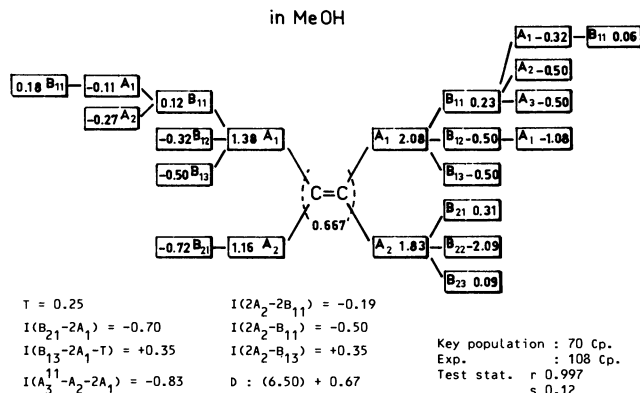 in MeOH
A1 -0.32 B11 0.06
A2 -0.50
0.18 B11 -0.11 A1 B11 0.23 A3 -0.50
0.12 B11
-0.27 A2
-0.32 B12 1.38 A1 A1 2.08 B12 -0.50 A1 -1.08
-0.50 B13 B13 -0.50
C=C
B21 0.31
0.667
-0.72 B21 1.16 A2 A2 1.83 B22 -2.09
B23 0.09
T = 0.25 I(2A2-2B11) = -0.19
I(B21-2A1) = -0.70 I(2A2-B11) = -0.50
I(B13-2A1-T) = +0.35 I(2A2-B13) = +0.35
I(A3^11-A2-2A1) = -0.83 D : (6.50) + 0.67
Key population : 70 Cp.
Exp. : 108 Cp.
Test stat. r 0.997
s 0.12